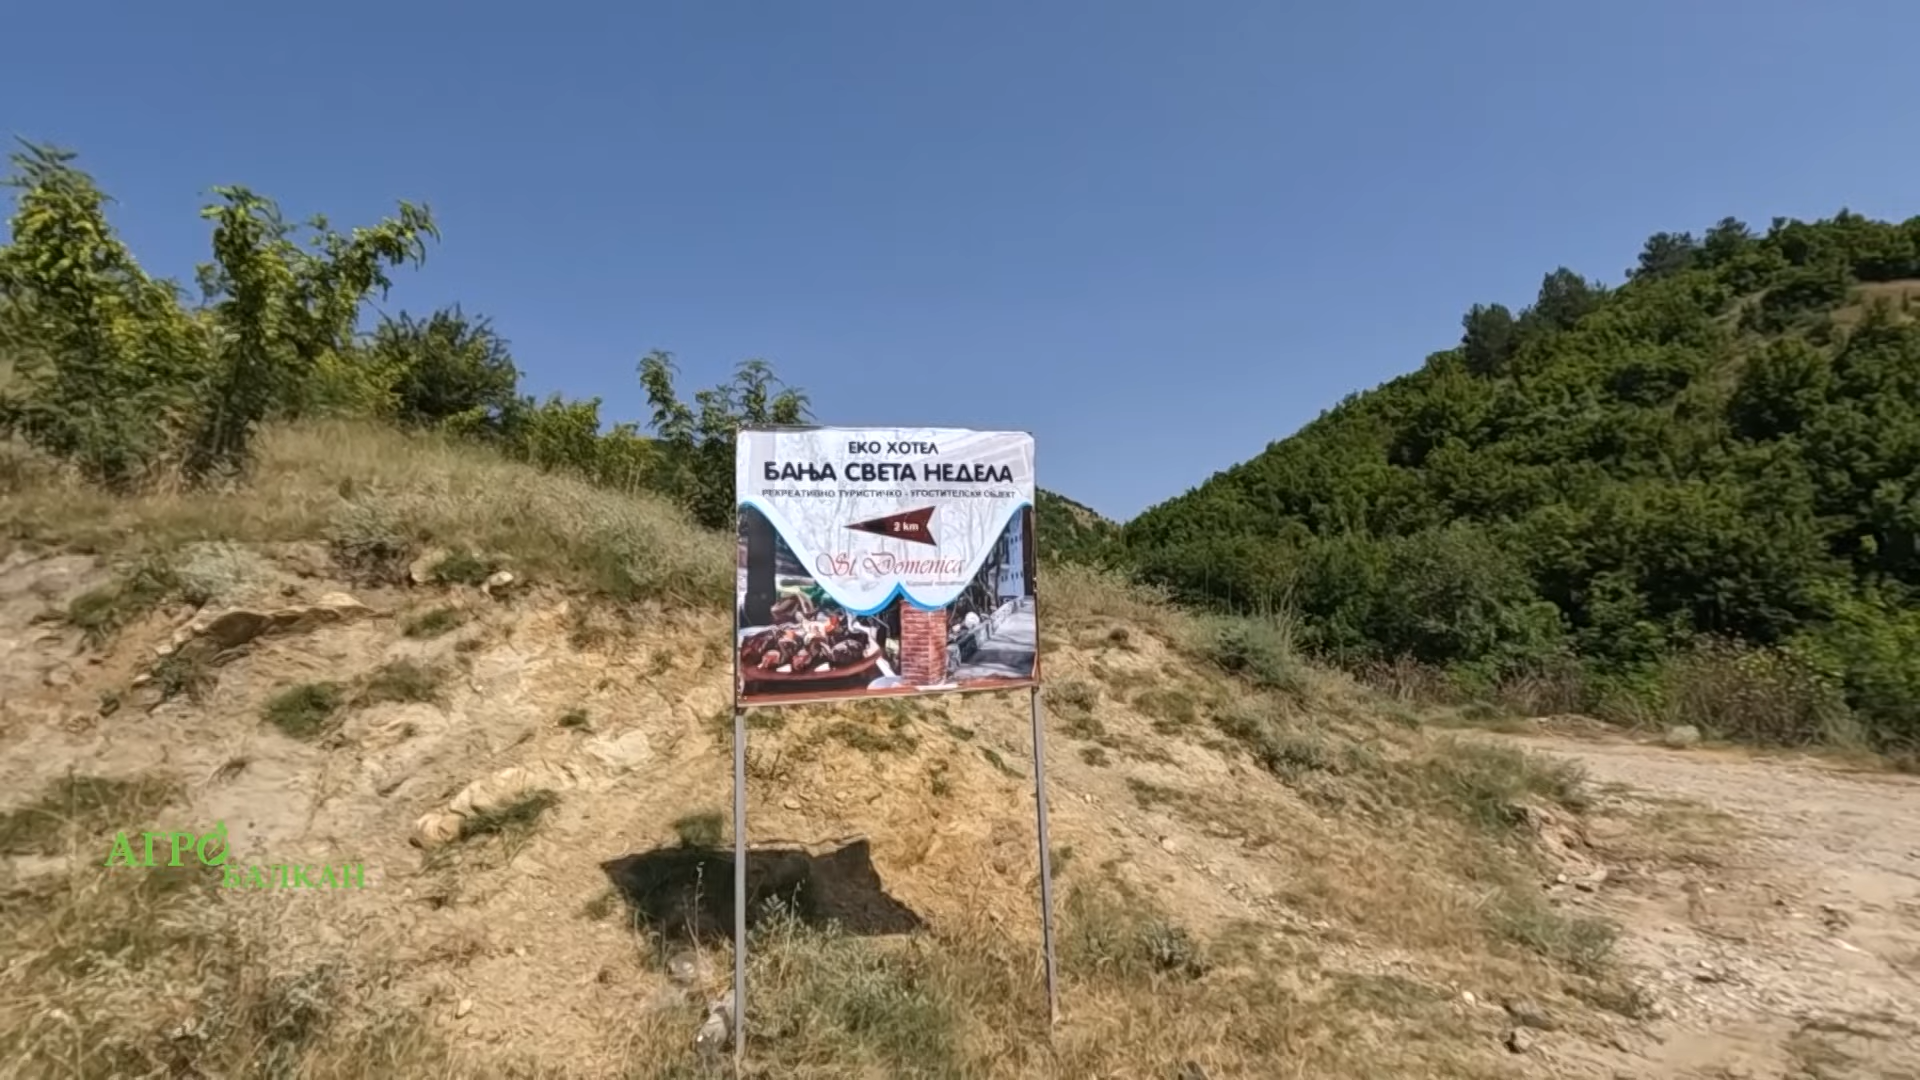 ЕКО ХОТЕЛ
БАЊА СВЕТА НЕДЕЛА
РЕКРЕАТИВНО ТУРИСТИЧКО - УГОСТИТЕЛСКИ ОБЈЕКТ
2 km
St. Domenica
АГРО
БАЛКАН